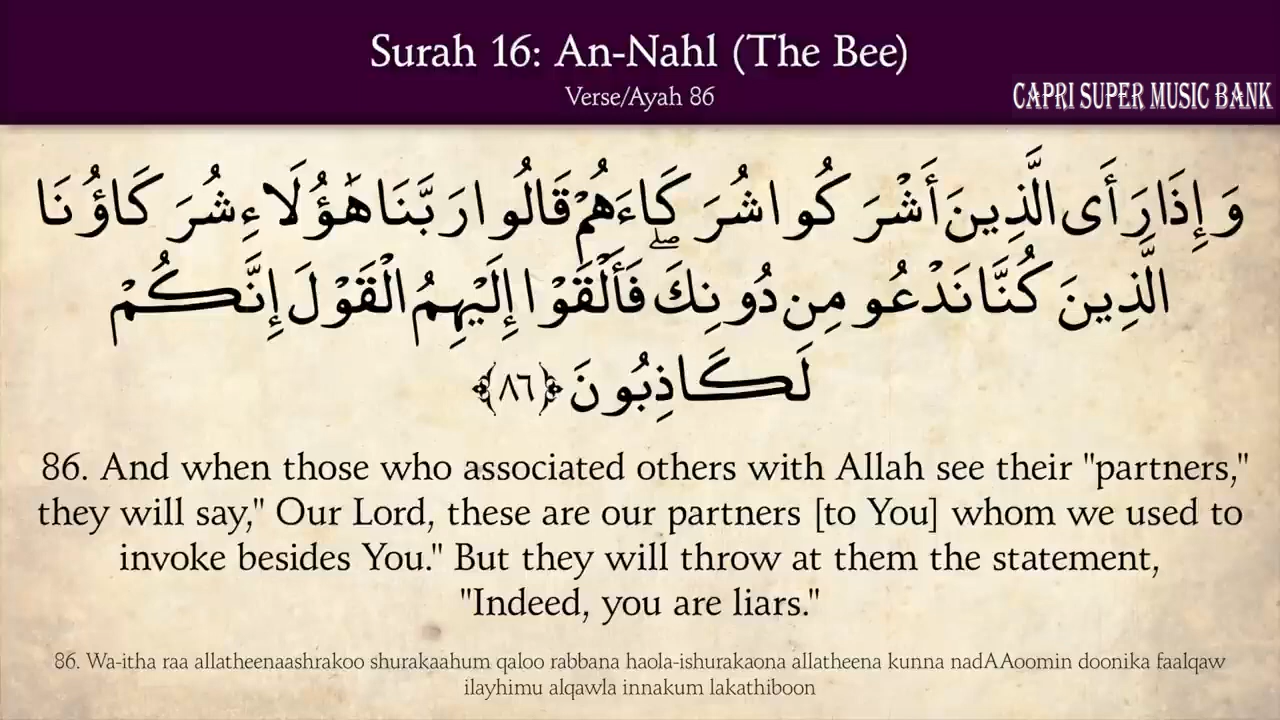 Surah 16: An-Nahl (The Bee)
Verse/Ayah 86
CAPRI SUPER MUSIC BANK
وَإِذَا رَأَى الَّذِينَ أَشْرَكُوا شُرَكَاءَهُمْ قَالُوا رَبَّنَا هَٰؤُلَاءِ شُرَكَاؤُنَا
الَّذِينَ كُنَّا نَدْعُو مِن دُونِكَ ۖ فَأَلْقَوْا إِلَيْهِمُ الْقَوْلَ إِنَّكُمْ
لَكَاذِبُونَ ﴿٨٦﴾
86. And when those who associated others with Allah see their "partners,"
they will say," Our Lord, these are our partners [to You] whom we used to
invoke besides You." But they will throw at them the statement,
"Indeed, you are liars."
86. Wa-itha raa allatheenaashrakoo shurakaahum qaloo rabbana haola-ishurakaona allatheena kunna nadAAoomin doonika faalqaw
ilayhimu alqawla innakum lakathiboon